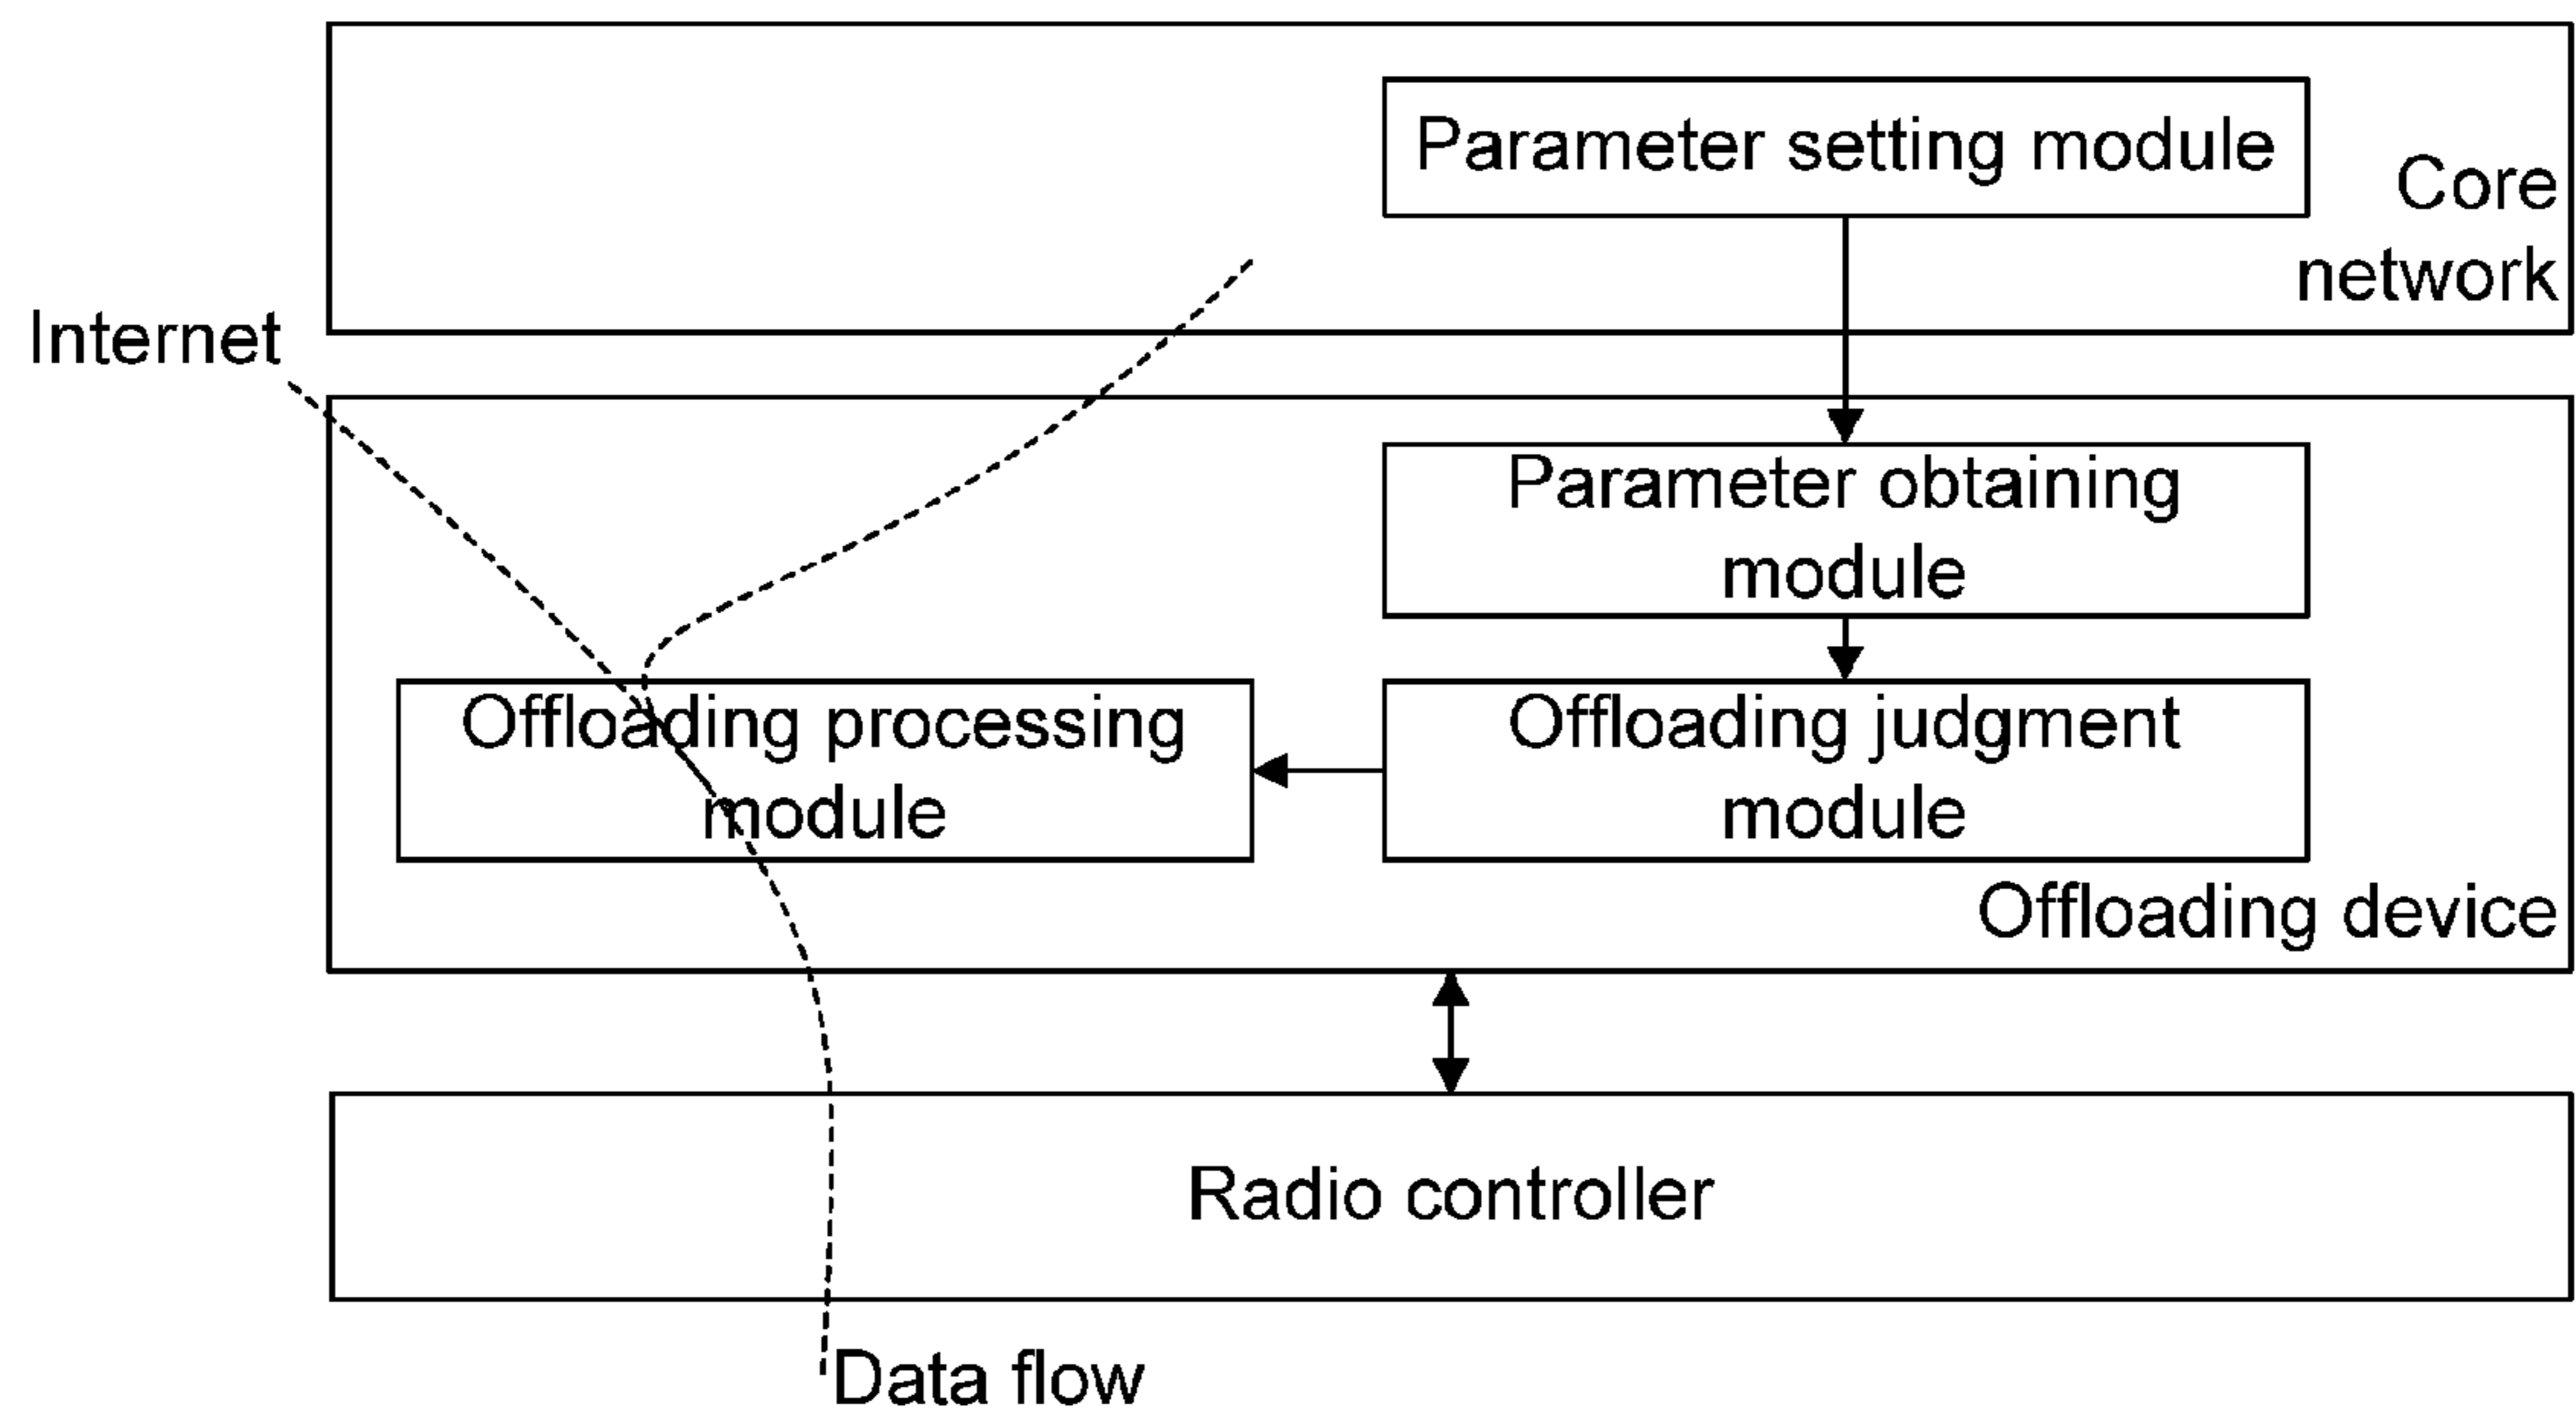 Parameter setting module
Core
network
Internet
Parameter obtaining
module
Offloading processing
module
Offloading judgment
module
Offloading device
Radio controller
Data flow